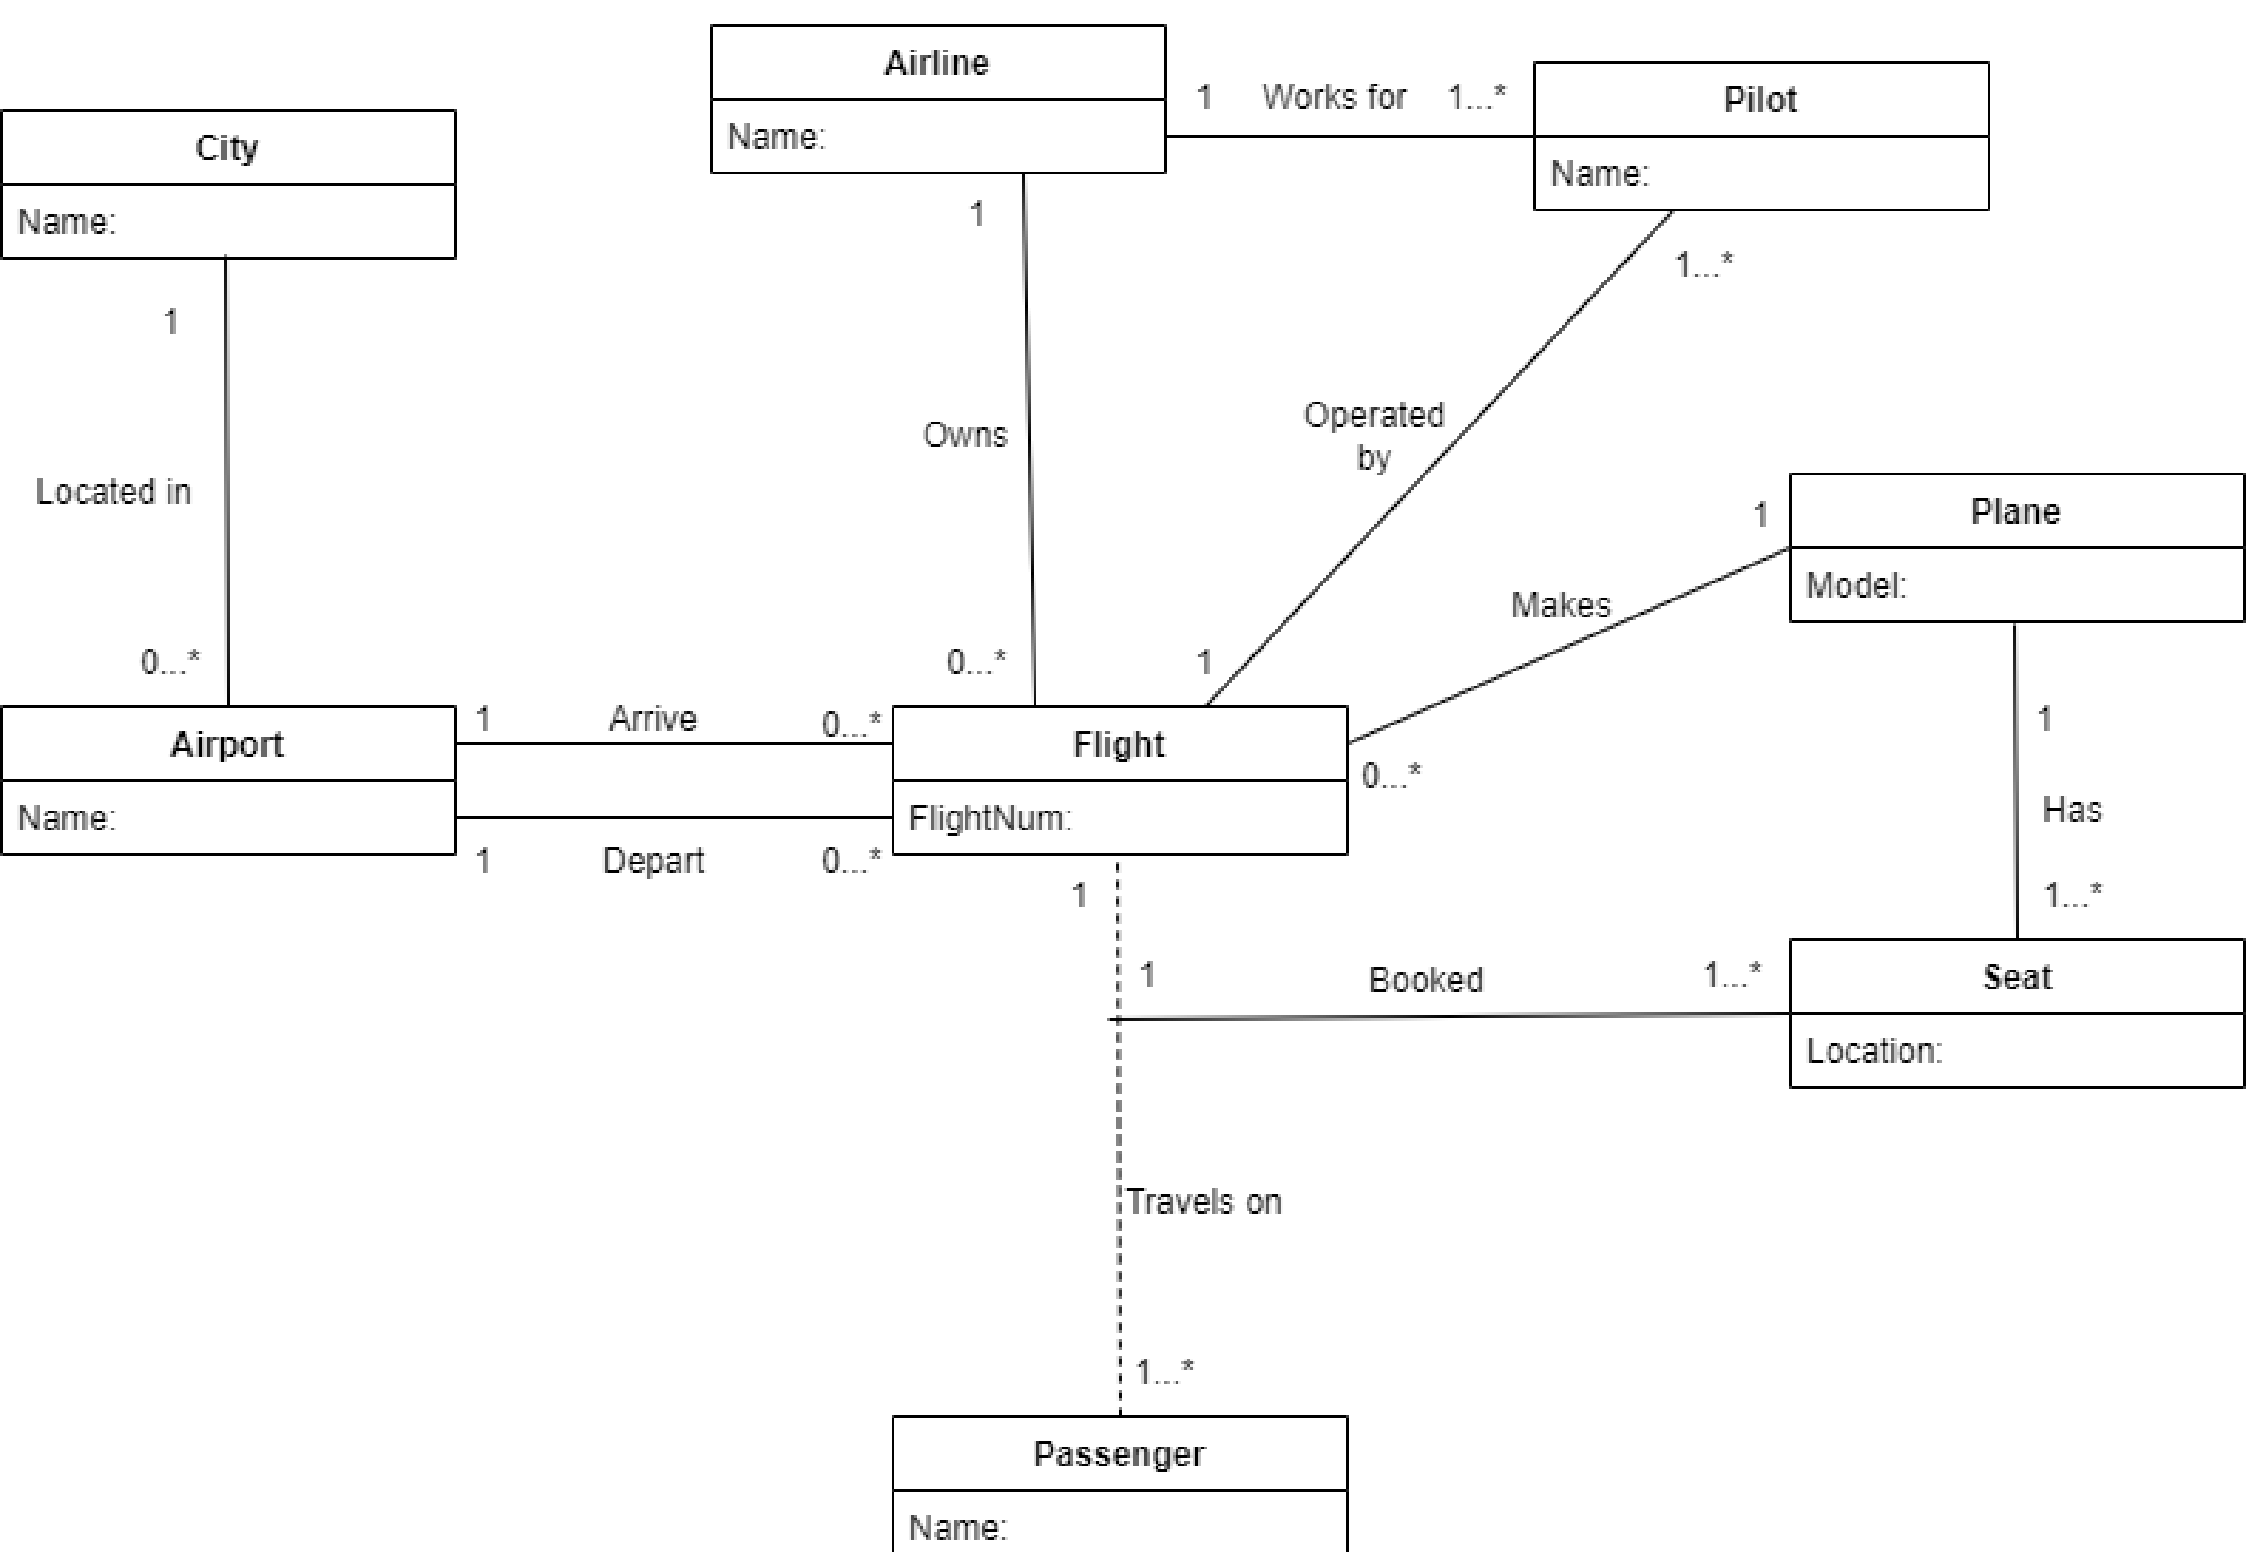 Airline
Name:
1 Works for 1...*
Pilot
Name:
City
Name:
1
1
1...*
Located in
Owns
Operated
by
Makes
1
Plane
Model:
0...*
0...*
1
Airport
Name:
1 Arrive 0...*
1 Depart 0...*
Flight
FlightNum:
0...*
1
Has
1...*
1
1 Booked 1...*
Seat
Location:
Travels on
1...*
Passenger
Name: